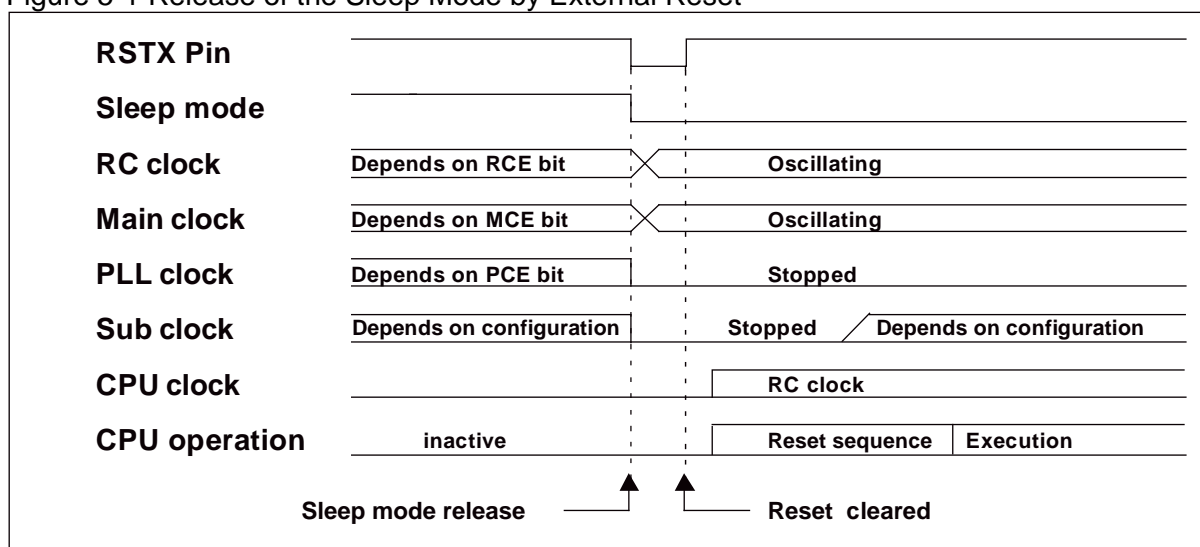 Release of the Sleep Mode by External Reset
RSTX Pin
Sleep mode
RC clock Depends on RCE bit Oscillating
Main clock Depends on MCE bit Oscillating
PLL clock Depends on PCE bit Stopped
Sub clock Depends on configuration Stopped Depends on configuration
CPU clock RC clock
CPU operation inactive Reset sequence Execution
Sleep mode release Reset cleared